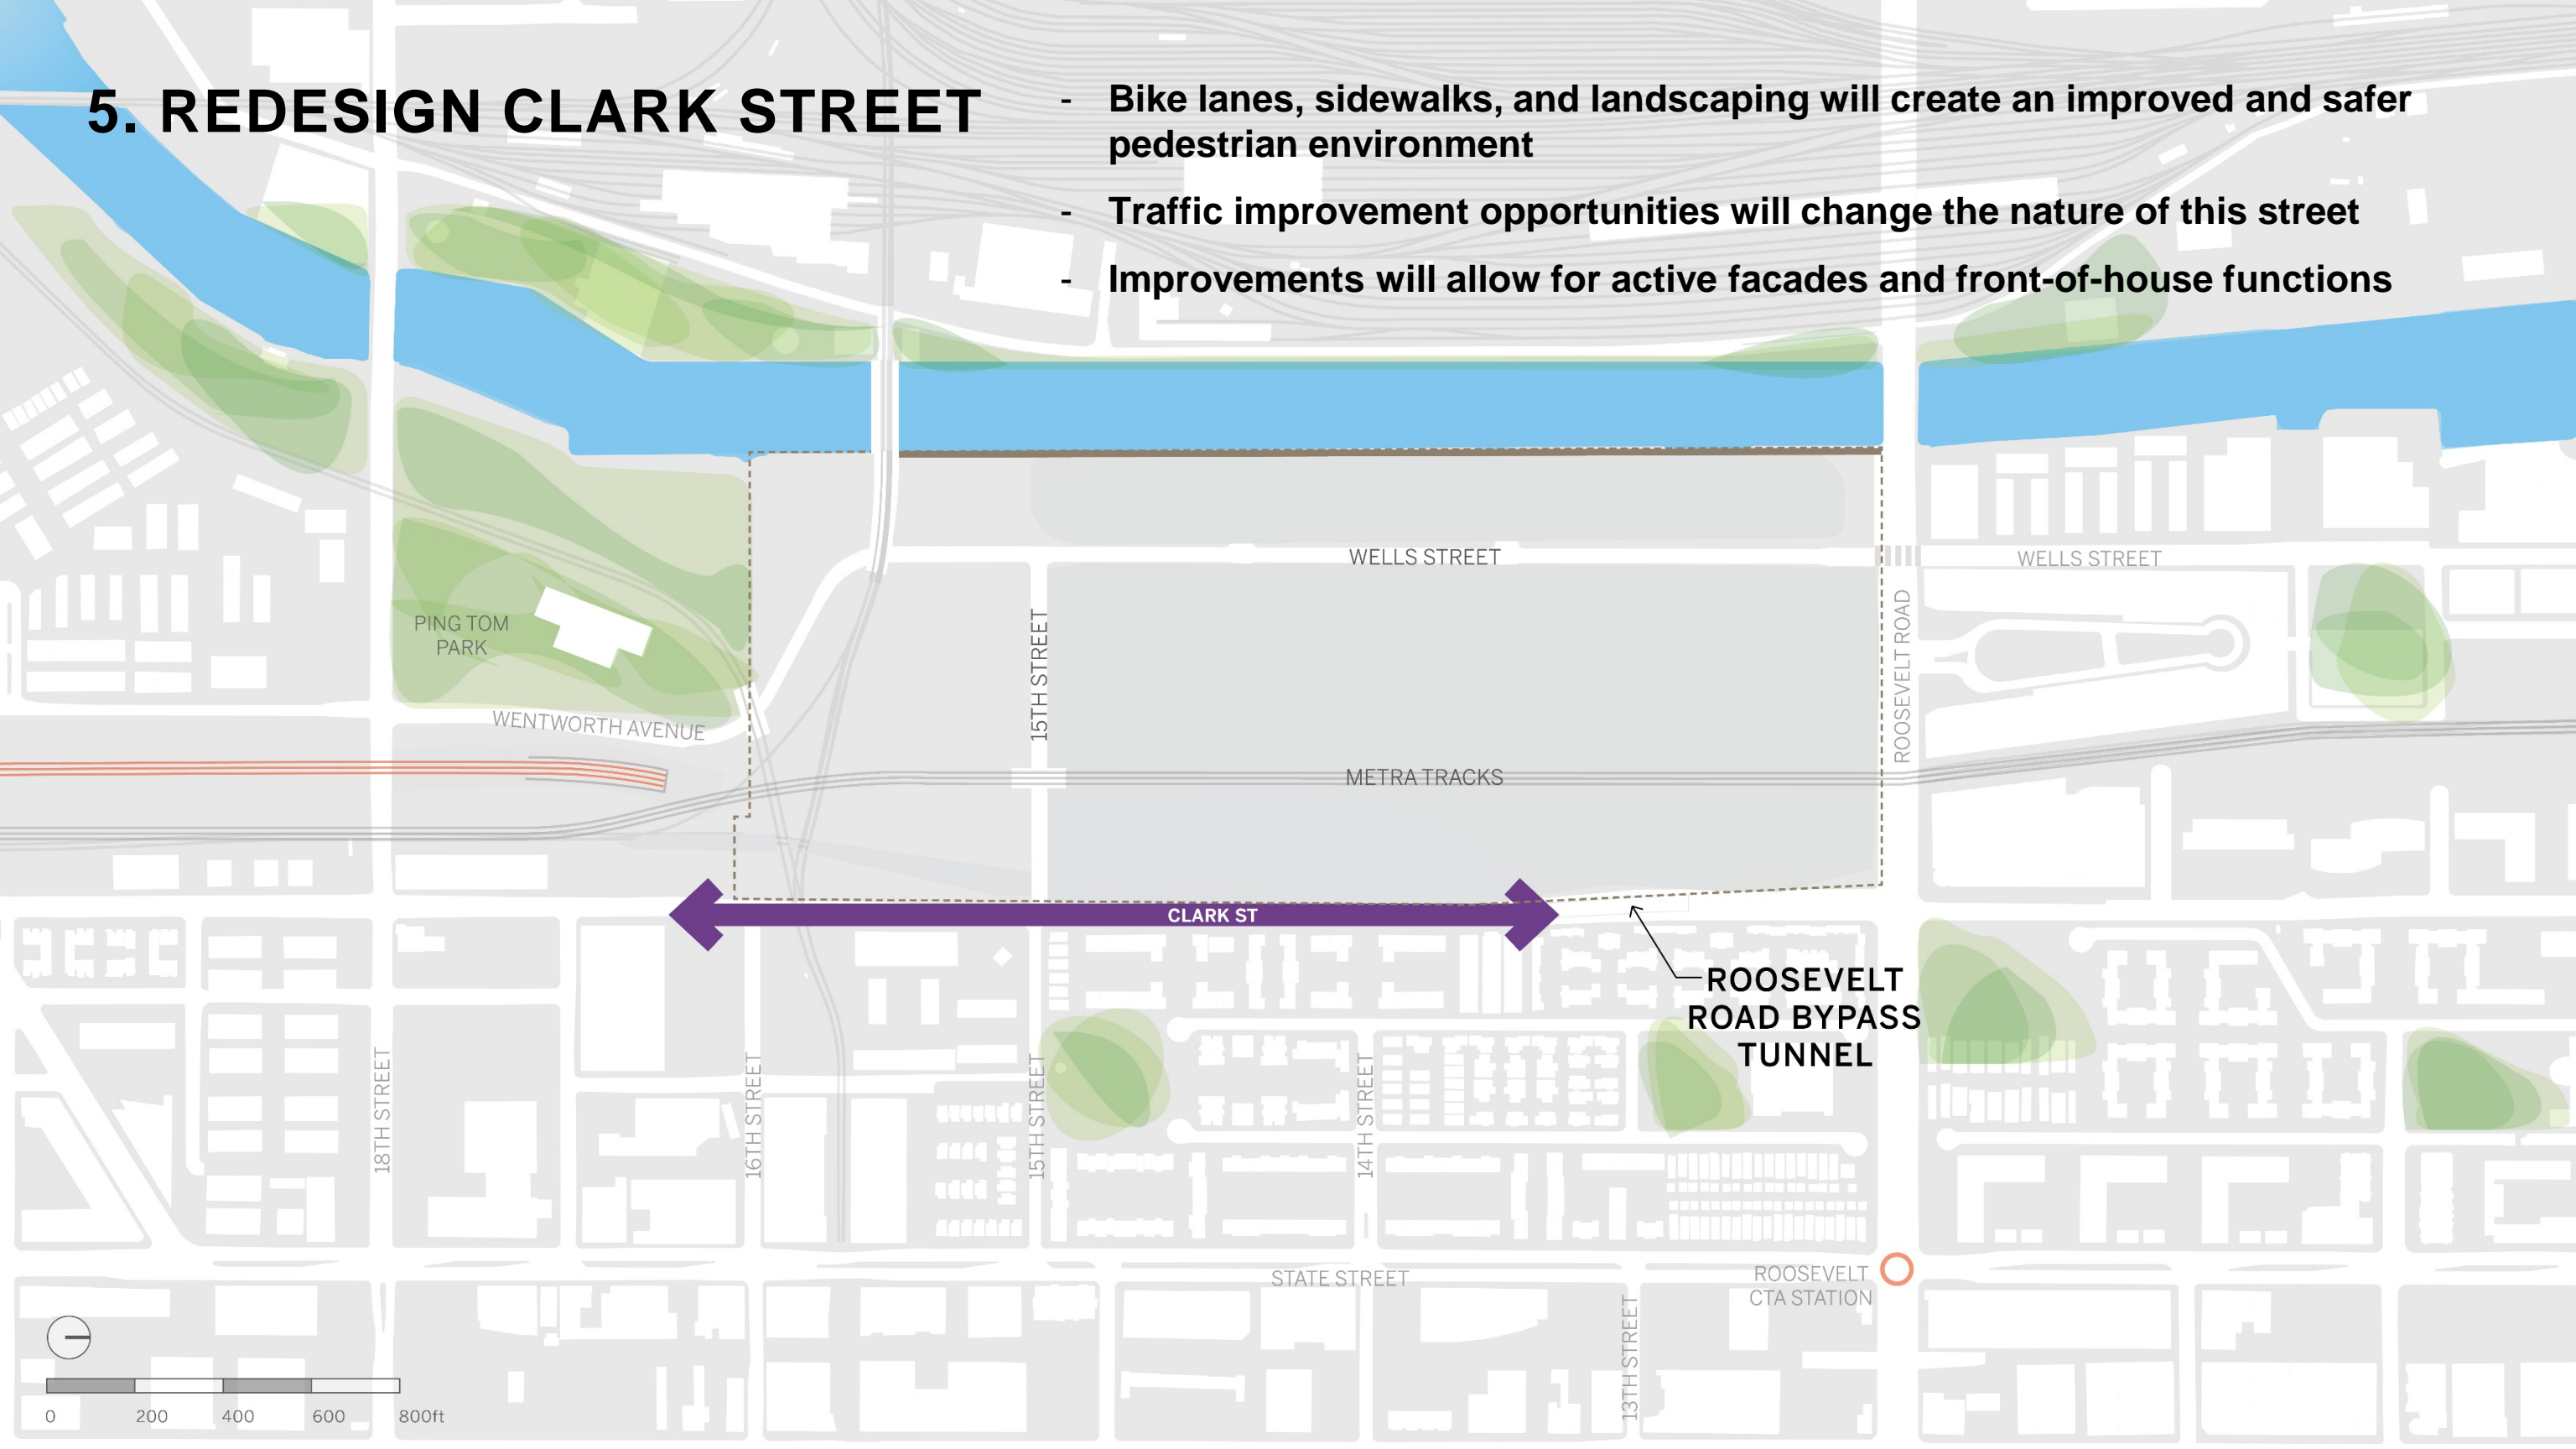 5. REDESIGN CLARK STREET
- Bike lanes, sidewalks, and landscaping will create an improved and safer
pedestrian environment
- Traffic improvement opportunities will change the nature of this street
- Improvements will allow for active facades and front-of-house functions
WELLS STREET
WELLS STREET
PING TOM
PARK
15TH STREET
ROOSEVELT ROAD
WENTWORTH AVENUE
METRA TRACKS
CLARK ST
ROOSEVELT
ROAD BYPASS
TUNNEL
18TH STREET
16TH STREET
15TH STREET
14TH STREET
STATE STREET
ROOSEVELT
CTA STATION
13TH STREET
0 200 400 600 800ft